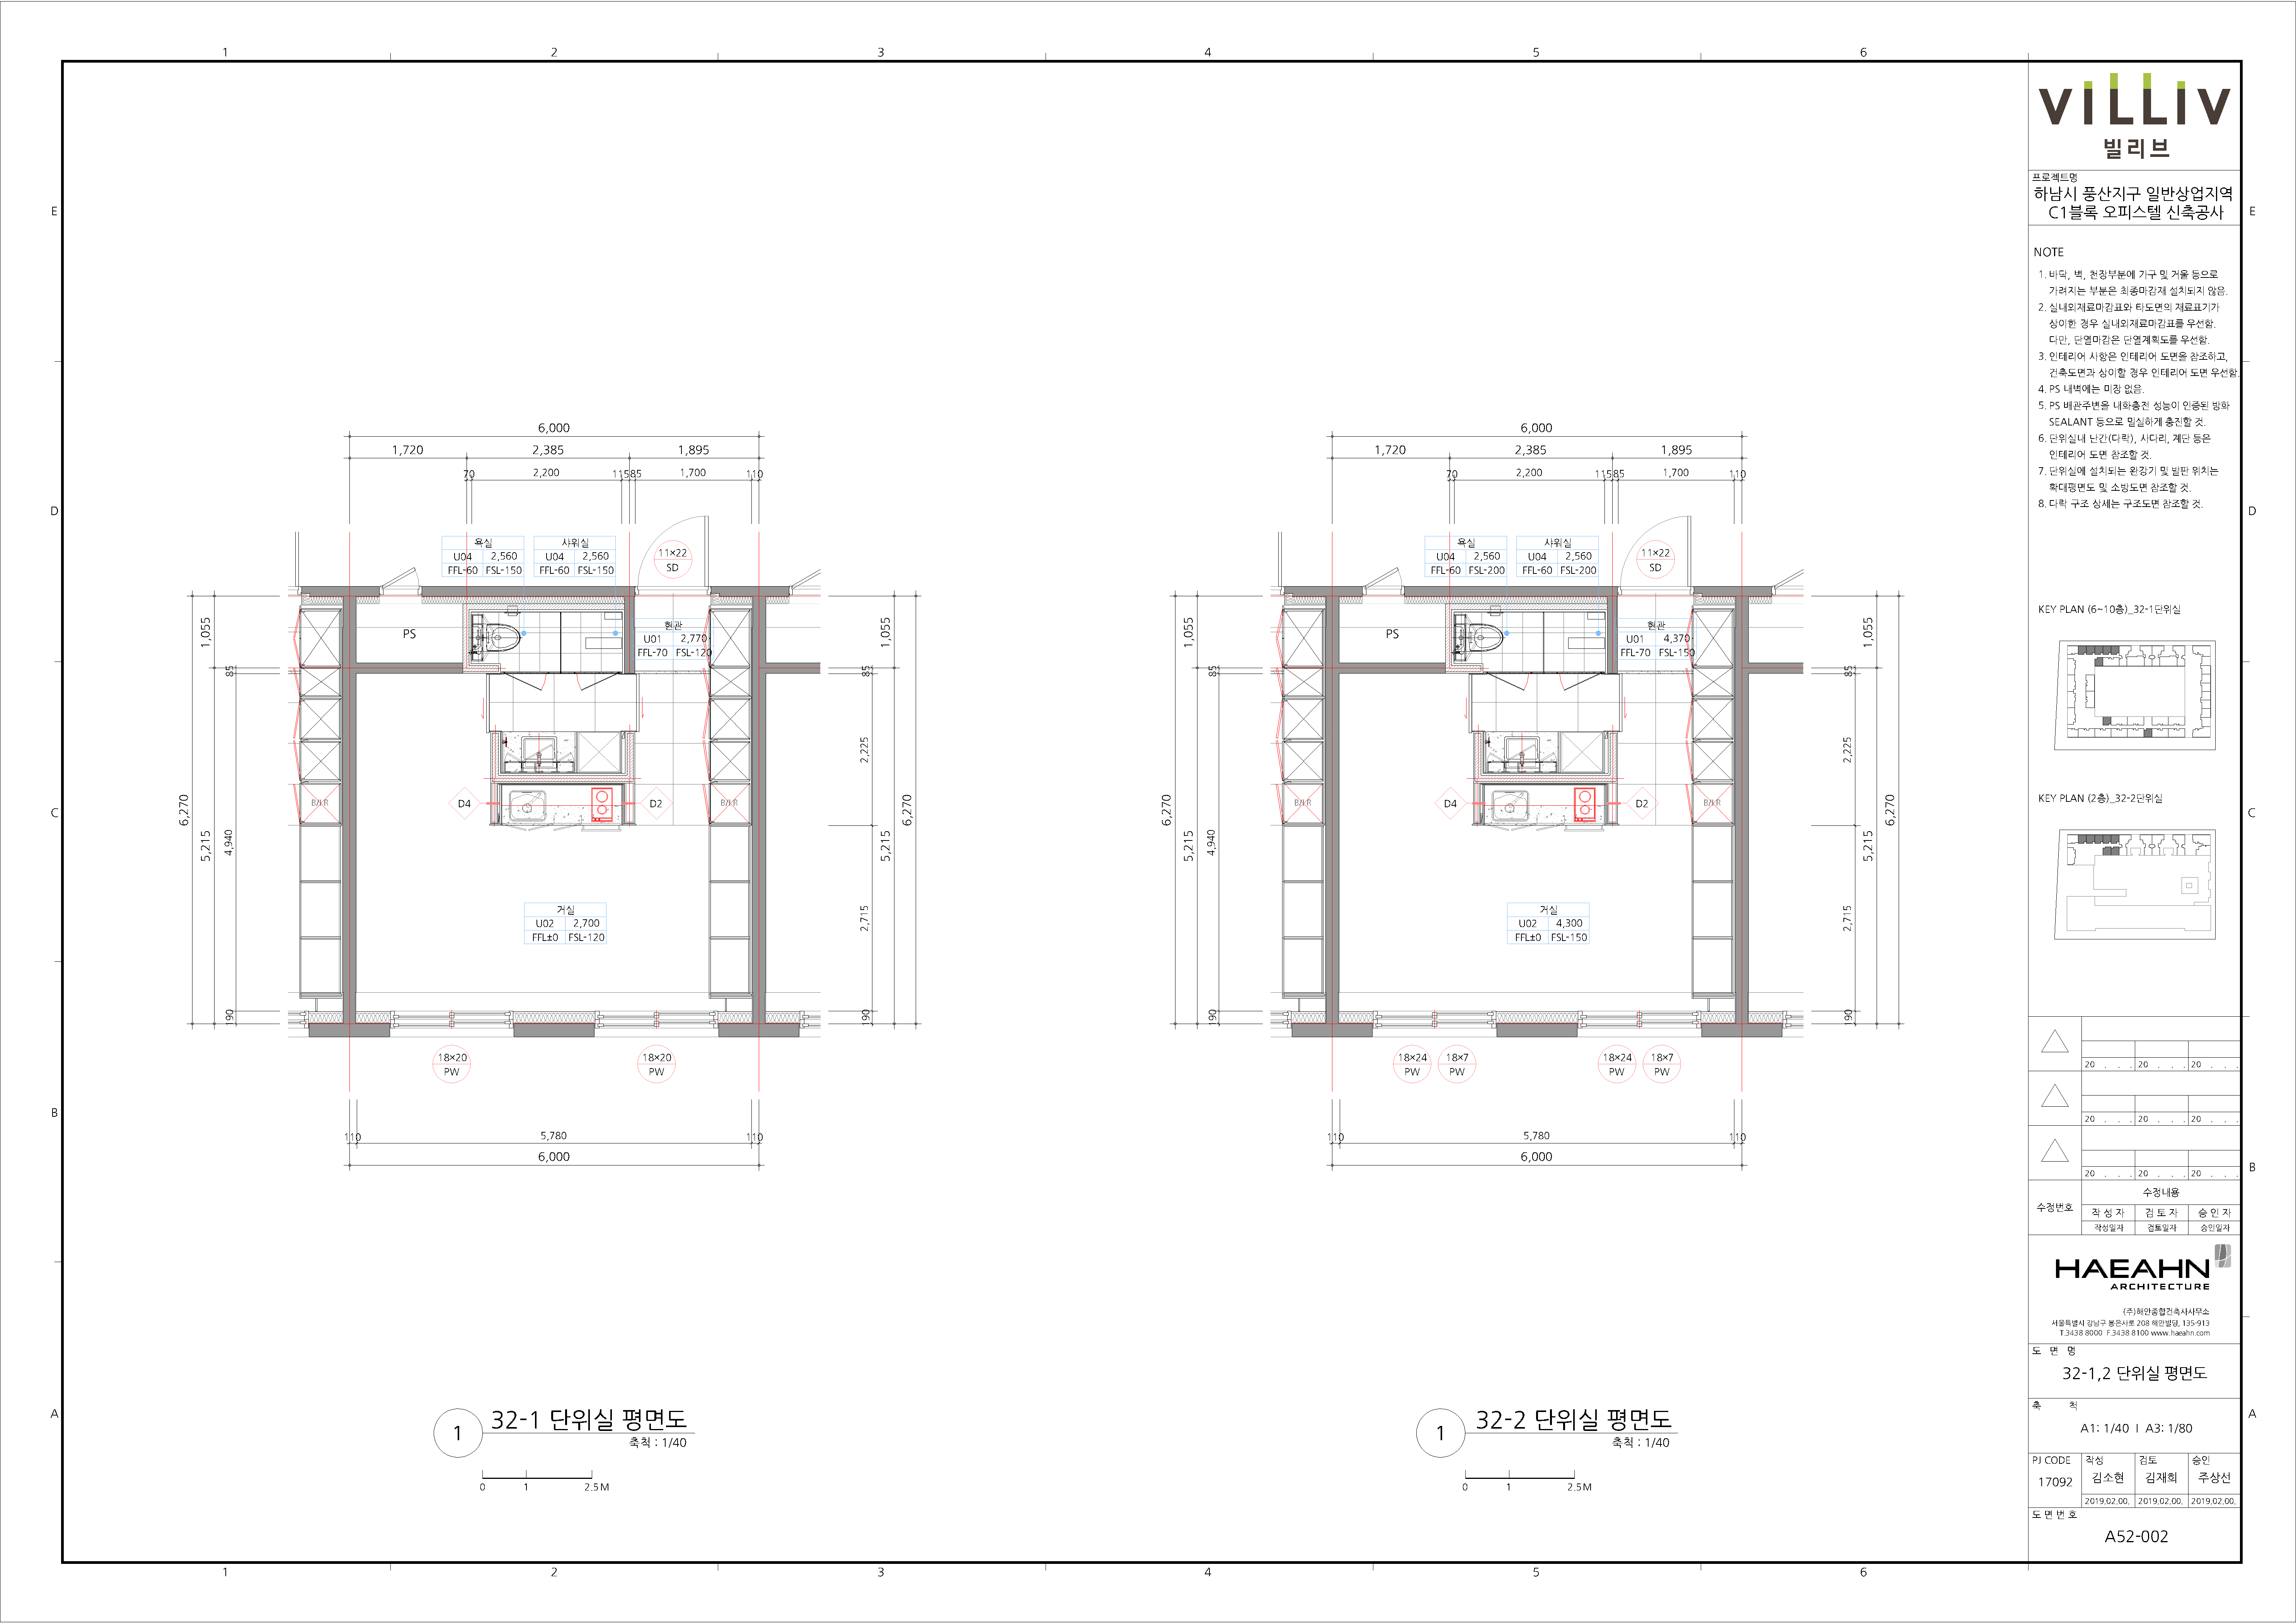 1 2 3 4 5 6
E
D
C
B
A
6,000
1,720 2,385 1,895
70 2,200 115 85 1,700 110
욕실
U04 2,560
FFL-60 FSL-150
샤워실
U04 2,560
FFL-60 FSL-150
11×22
SD
현관
U01 2,770
FFL-70 FSL-120
PS
1,055
85
6,270
5,215
4,940
190
1,055
85
2,225
6,270
5,215
2,715
190
D4
D2
B/I R
B/I R
거실
U02 2,700
FFL±0 FSL-120
18×20
PW
18×20
PW
110 5,780 110
6,000
1
32-1 단위실 평면도
축척 : 1/40
0 1 2.5 M
6,000
1,720 2,385 1,895
70 2,200 115 85 1,700 110
욕실
U04 2,560
FFL-60 FSL-200
샤워실
U04 2,560
FFL-60 FSL-200
11×22
SD
현관
U01 4,370
FFL-70 FSL-150
PS
1,055
85
6,270
5,215
4,940
190
1,055
85
2,225
6,270
5,215
2,715
190
D4
D2
B/I R
B/I R
거실
U02 4,300
FFL±0 FSL-150
18×24
PW
18×7
PW
18×24
PW
18×7
PW
110 5,780 110
6,000
1
32-2 단위실 평면도
축척 : 1/40
0 1 2.5 M
VILLIV
빌리브
프로젝트명
하남시 풍산지구 일반상업지역
C1블록 오피스텔 신축공사
NOTE
1. 바닥, 벽, 천장부분에 가구 및 거울 등으로
가려지는 부분은 최종마감재 설치되지 않음.
2. 실내외재료마감표와 타도면의 재료표기가
상이한 경우 실내외재료마감표를 우선함.
다만, 단열마감은 단열계획도를 우선함.
3. 인테리어 사항은 인테리어 도면을 참조하고,
건축도면과 상이할 경우 인테리어 도면 우선함.
4. PS 내벽에는 미장 없음.
5. PS 배관주변을 내화충전 성능이 인증된 방화
SEALANT 등으로 밀실하게 충진할 것.
6. 단위실내 난간(다락), 사다리, 계단 등은
인테리어 도면 참조할 것.
7. 단위실에 설치되는 완강기 및 발판 위치는
확대평면도 및 소방도면 참조할 것.
8. 다락 구조 상세는 구조도면 참조할 것.
KEY PLAN (6~10층)_32-1단위실
KEY PLAN (2층)_32-2단위실
20 . . . 20 . . . 20 . . .
20 . . . 20 . . . 20 . . .
20 . . . 20 . . . 20 . . .
수정번호
수정내용
작 성 자 검 토 자 승 인 자
작성일자 검토일자 승인일자
HAEAHN
ARCHITECTURE
(주)해안종합건축사사무소
서울특별시 강남구 봉은사로 208 해안빌딩, 135-913
T.3438 8000 F.3438 8100 www.haeahn.com
도 면 명
32-1,2 단위실 평면도
축 척
A1: 1/40 I A3: 1/80
PJ CODE 작성 검토 승인
17092 김소현 김재희 주상선
2019.02.00. 2019.02.00. 2019.02.00.
도 면 번 호
A52-002
E
D
C
B
A
1 2 3 4 5 6